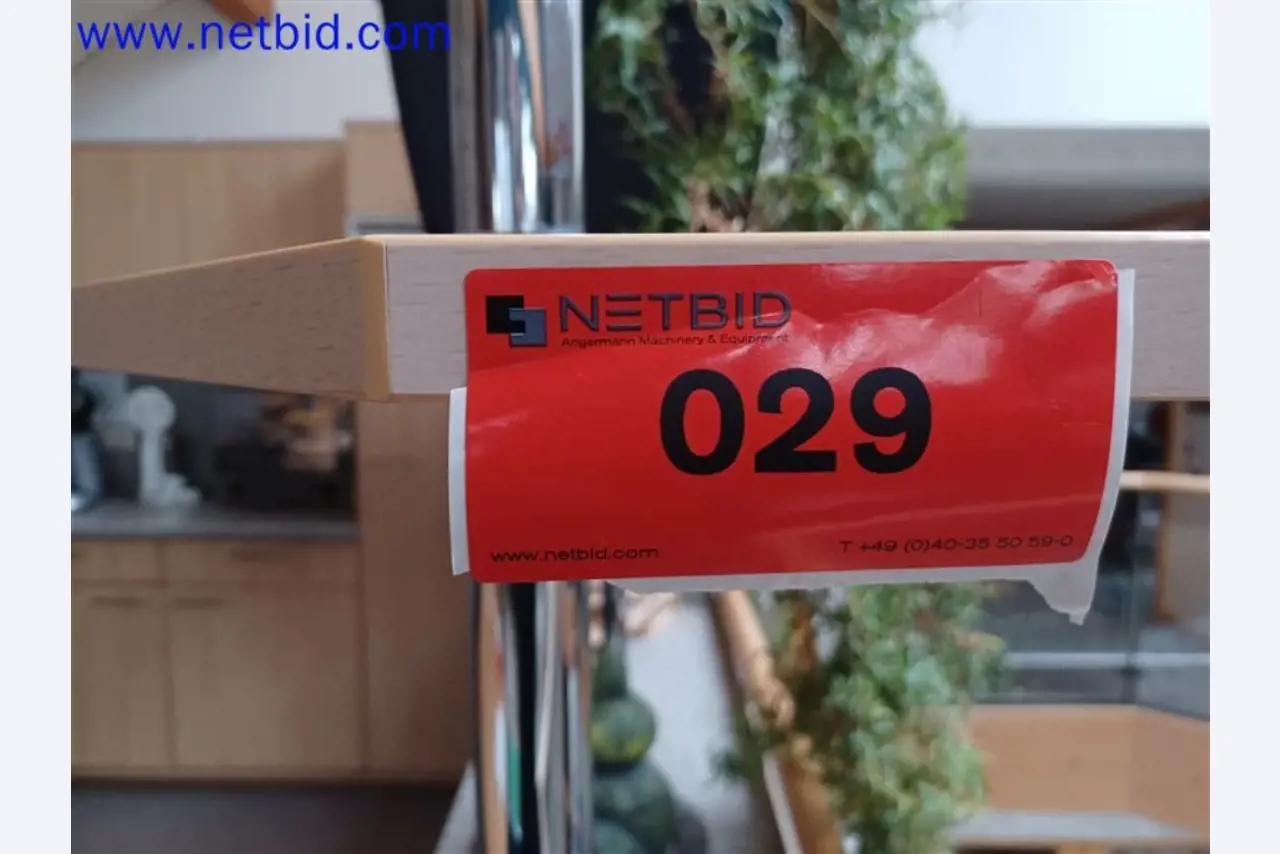 www.netbid.com
NETBID
Angermann Machinery & Equipment
029
www.netbid.com
T +49 (0)40-35 50 59-0